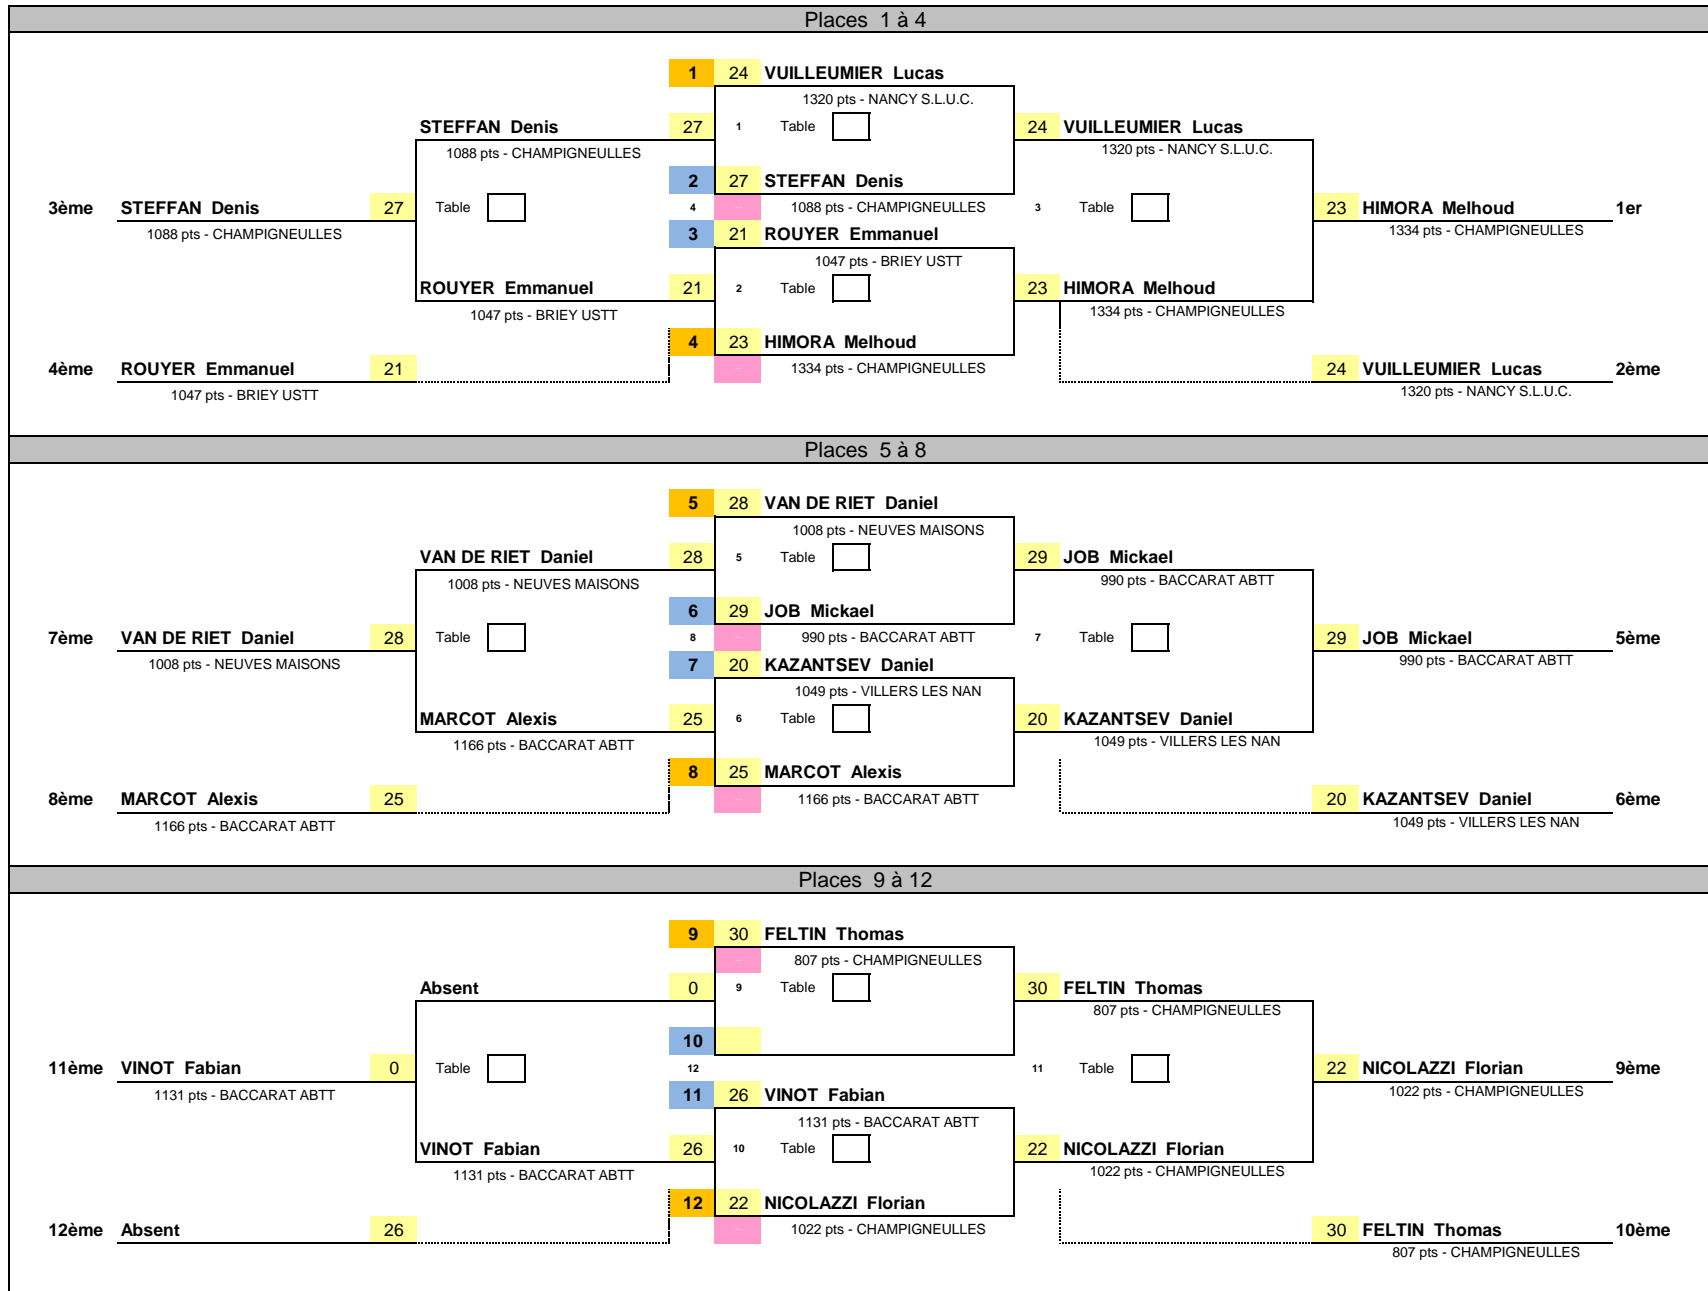 Places 1 à 4
1 24 VUILLEUMIER Lucas
1320 pts - NANCY S.L.U.C.
STEFFAN Denis 27 1 Table 24 VUILLEUMIER Lucas
1088 pts - CHAMPIGNEULLES 1320 pts - NANCY S.L.U.C.
2 27 STEFFAN Denis
3ème STEFFAN Denis 27 Table 4 1088 pts - CHAMPIGNEULLES 3 Table 23 HIMORA Melhoud 1er
1088 pts - CHAMPIGNEULLES 3 21 ROUYER Emmanuel 1334 pts - CHAMPIGNEULLES
1047 pts - BRIEY USTT
ROUYER Emmanuel 21 2 Table 23 HIMORA Melhoud
1047 pts - BRIEY USTT 1334 pts - CHAMPIGNEULLES
4 23 HIMORA Melhoud
4ème ROUYER Emmanuel 21 1334 pts - CHAMPIGNEULLES 24 VUILLEUMIER Lucas 2ème
1047 pts - BRIEY USTT 1320 pts - NANCY S.L.U.C.
Places 5 à 8
5 28 VAN DE RIET Daniel
1008 pts - NEUVES MAISONS
VAN DE RIET Daniel 28 5 Table 29 JOB Mickael
1008 pts - NEUVES MAISONS 990 pts - BACCARAT ABTT
6 29 JOB Mickael
7ème VAN DE RIET Daniel 28 Table 8 990 pts - BACCARAT ABTT 7 Table 29 JOB Mickael 5ème
1008 pts - NEUVES MAISONS 7 20 KAZANTSEV Daniel 990 pts - BACCARAT ABTT
1049 pts - VILLERS LES NAN
MARCOT Alexis 25 6 Table 20 KAZANTSEV Daniel
1166 pts - BACCARAT ABTT 1049 pts - VILLERS LES NAN
8 25 MARCOT Alexis
8ème MARCOT Alexis 25 1166 pts - BACCARAT ABTT 20 KAZANTSEV Daniel 6ème
1166 pts - BACCARAT ABTT 1049 pts - VILLERS LES NAN
Places 9 à 12
9 30 FELTIN Thomas
807 pts - CHAMPIGNEULLES
Absent 0 9 Table 30 FELTIN Thomas
807 pts - CHAMPIGNEULLES
10
11ème VINOT Fabian 0 Table 12 11 Table 22 NICOLAZZI Florian 9ème
1131 pts - BACCARAT ABTT 11 26 VINOT Fabian 1022 pts - CHAMPIGNEULLES
1131 pts - BACCARAT ABTT
VINOT Fabian 26 10 Table 22 NICOLAZZI Florian
1131 pts - BACCARAT ABTT 1022 pts - CHAMPIGNEULLES
12 22 NICOLAZZI Florian
12ème Absent 26 1022 pts - CHAMPIGNEULLES 30 FELTIN Thomas 10ème
807 pts - CHAMPIGNEULLES